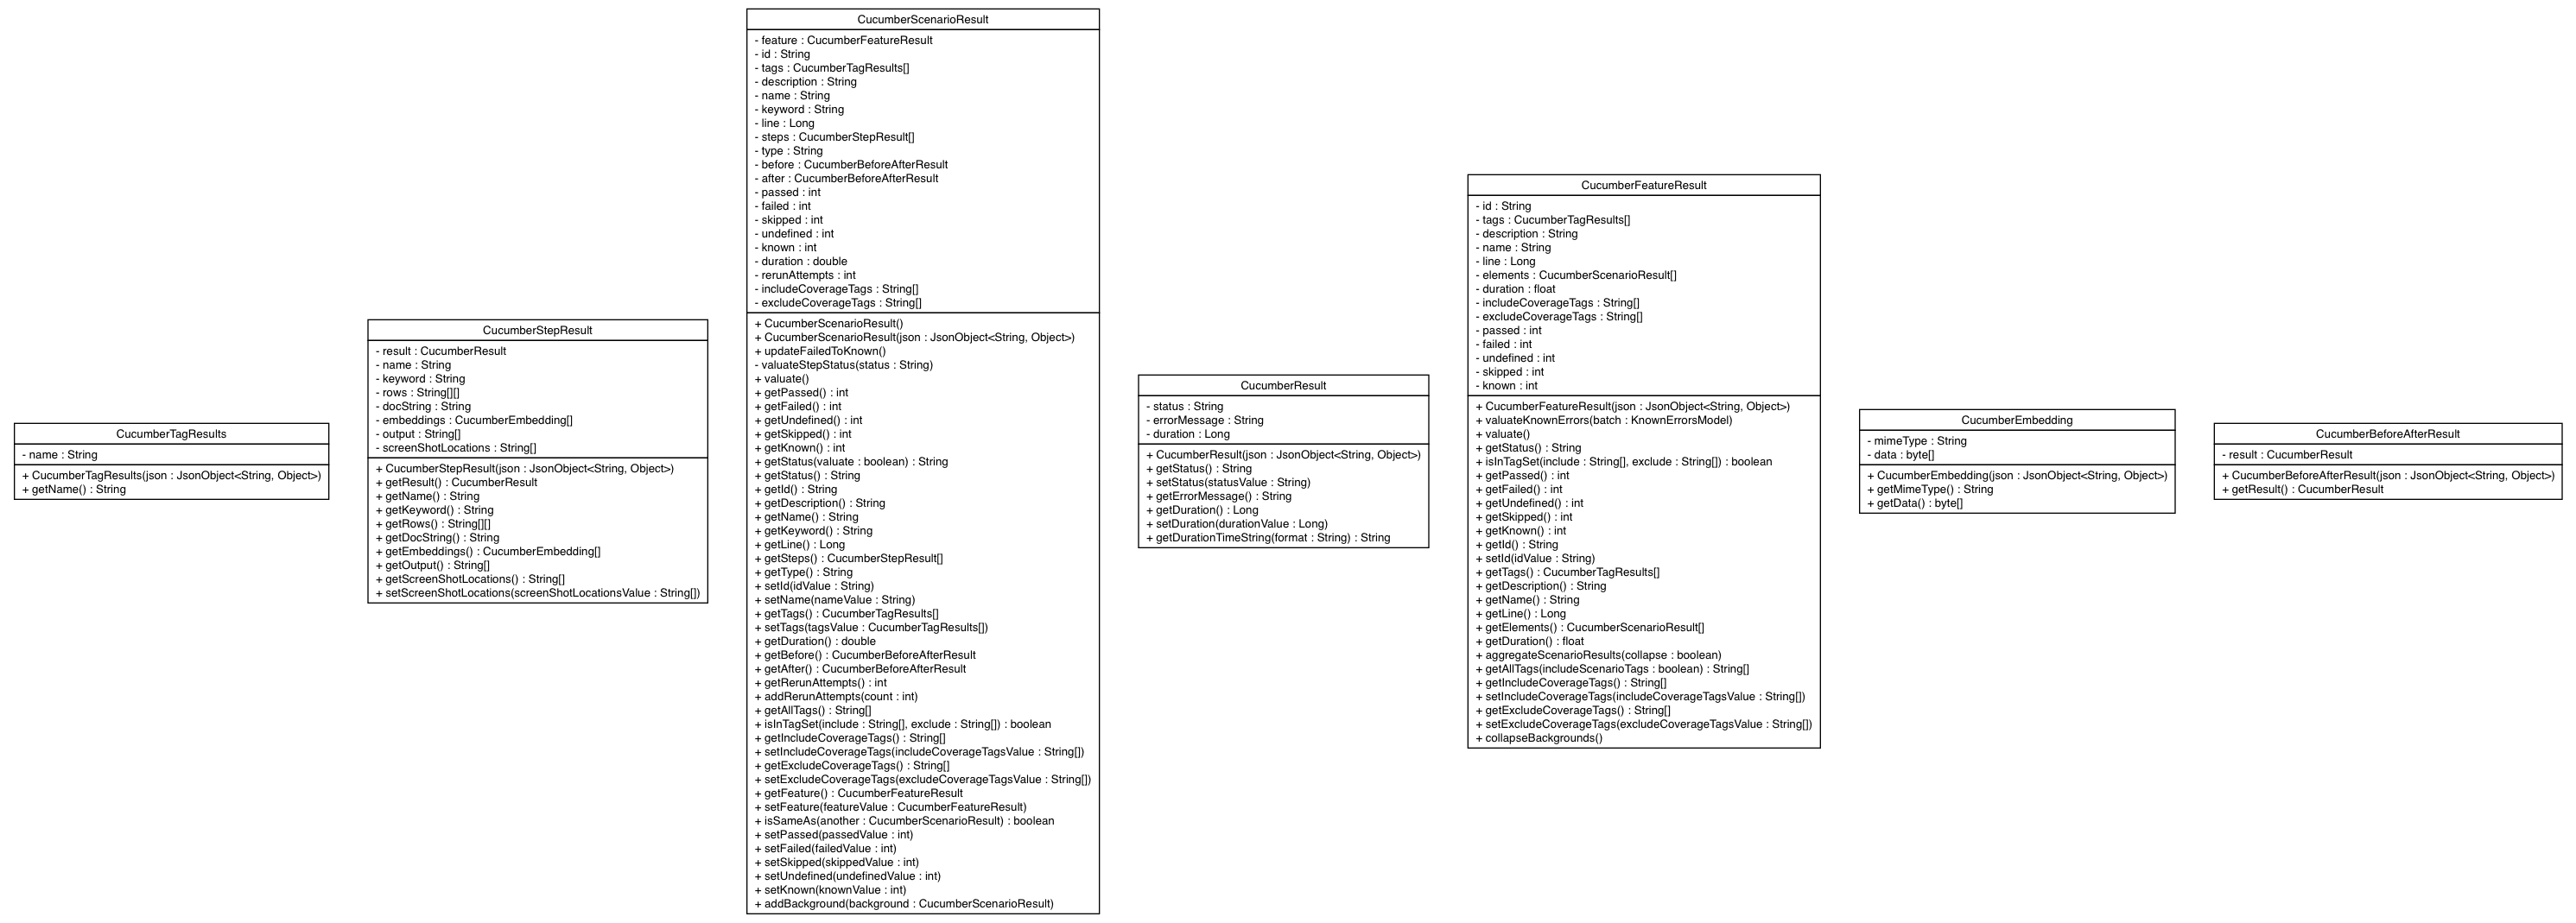 CucumberTagResults
- name : String
+ CucumberTagResults(json : JsonObject<String, Object>)
+ getName() : String
CucumberStepResult
- result : CucumberResult
- name : String
- keyword : String
- rows : String[][]
- docString : String
- embeddings : CucumberEmbedding[]
- output : String[]
- screenShotLocations : String[]
+ CucumberStepResult(json : JsonObject<String, Object>)
+ getResult() : CucumberResult
+ getName() : String
+ getKeyword() : String
+ getRows() : String[][]
+ getDocString() : String
+ getEmbeddings() : CucumberEmbedding[]
+ getOutput() : String[]
+ getScreenShotLocations() : String[]
+ setScreenShotLocations(screenShotLocationsValue : String[])
CucumberScenarioResult
- feature : CucumberFeatureResult
- id : String
- tags : CucumberTagResults[]
- description : String
- name : String
- keyword : String
- line : Long
- steps : CucumberStepResult[]
- type : String
- before : CucumberBeforeAfterResult
- after : CucumberBeforeAfterResult
- passed : int
- failed : int
- skipped : int
- undefined : int
- known : int
- duration : double
- rerunAttempts : int
- includeCoverageTags : String[]
- excludeCoverageTags : String[]
+ CucumberScenarioResult()
+ CucumberScenarioResult(json : JsonObject<String, Object>)
+ updateFailedToKnown()
- valuateStepStatus(status : String)
+ valuate()
+ getPassed() : int
+ getFailed() : int
+ getUndefined() : int
+ getSkipped() : int
+ getKnown() : int
+ getStatus(valuate : boolean) : String
+ getStatus() : String
+ getId() : String
+ getDescription() : String
+ getName() : String
+ getKeyword() : String
+ getLine() : Long
+ getSteps() : CucumberStepResult[]
+ getType() : String
+ setId(idValue : String)
+ setName(nameValue : String)
+ getTags() : CucumberTagResults[]
+ setTags(tagsValue : CucumberTagResults[])
+ getDuration() : double
+ getBefore() : CucumberBeforeAfterResult
+ getAfter() : CucumberBeforeAfterResult
+ getRerunAttempts() : int
+ addRerunAttempts(count : int)
+ getAllTags() : String[]
+ isInTagSet(include : String[], exclude : String[]) : boolean
+ getIncludeCoverageTags() : String[]
+ setIncludeCoverageTags(includeCoverageTagsValue : String[])
+ getExcludeCoverageTags() : String[]
+ setExcludeCoverageTags(excludeCoverageTagsValue : String[])
+ getFeature() : CucumberFeatureResult
+ setFeature(featureValue : CucumberFeatureResult)
+ isSameAs(another : CucumberScenarioResult) : boolean
+ setPassed(passedValue : int)
+ setFailed(failedValue : int)
+ setSkipped(skippedValue : int)
+ setUndefined(undefinedValue : int)
+ setKnown(knownValue : int)
+ addBackground(background : CucumberScenarioResult)
CucumberResult
- status : String
- errorMessage : String
- duration : Long
+ CucumberResult(json : JsonObject<String, Object>)
+ getStatus() : String
+ setStatus(statusValue : String)
+ getErrorMessage() : String
+ getDuration() : Long
+ setDuration(durationValue : Long)
+ getDurationTimeString(format : String) : String
CucumberFeatureResult
- id : String
- tags : CucumberTagResults[]
- description : String
- name : String
- line : Long
- elements : CucumberScenarioResult[]
- duration : float
- includeCoverageTags : String[]
- excludeCoverageTags : String[]
- passed : int
- failed : int
- undefined : int
- skipped : int
- known : int
+ CucumberFeatureResult(json : JsonObject<String, Object>)
+ valuateKnownErrors(batch : KnownErrorsModel)
+ valuate()
+ getStatus() : String
+ isInTagSet(include : String[], exclude : String[]) : boolean
+ getPassed() : int
+ getFailed() : int
+ getUndefined() : int
+ getSkipped() : int
+ getKnown() : int
+ getId() : String
+ setId(idValue : String)
+ getTags() : CucumberTagResults[]
+ getDescription() : String
+ getName() : String
+ getLine() : Long
+ getElements() : CucumberScenarioResult[]
+ getDuration() : float
+ aggregateScenarioResults(collapse : boolean)
+ getAllTags(includeScenarioTags : boolean) : String[]
+ getIncludeCoverageTags() : String[]
+ setIncludeCoverageTags(includeCoverageTagsValue : String[])
+ getExcludeCoverageTags() : String[]
+ setExcludeCoverageTags(excludeCoverageTagsValue : String[])
+ collapseBackgrounds()
CucumberEmbedding
- mimeType : String
- data : byte[]
+ CucumberEmbedding(json : JsonObject<String, Object>)
+ getMimeType() : String
+ getData() : byte[]
CucumberBeforeAfterResult
- result : CucumberResult
+ CucumberBeforeAfterResult(json : JsonObject<String, Object>)
+ getResult() : CucumberResult